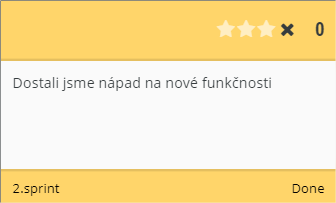 0
Dostali jsme nápad na nové funkčnosti
2.sprint Done